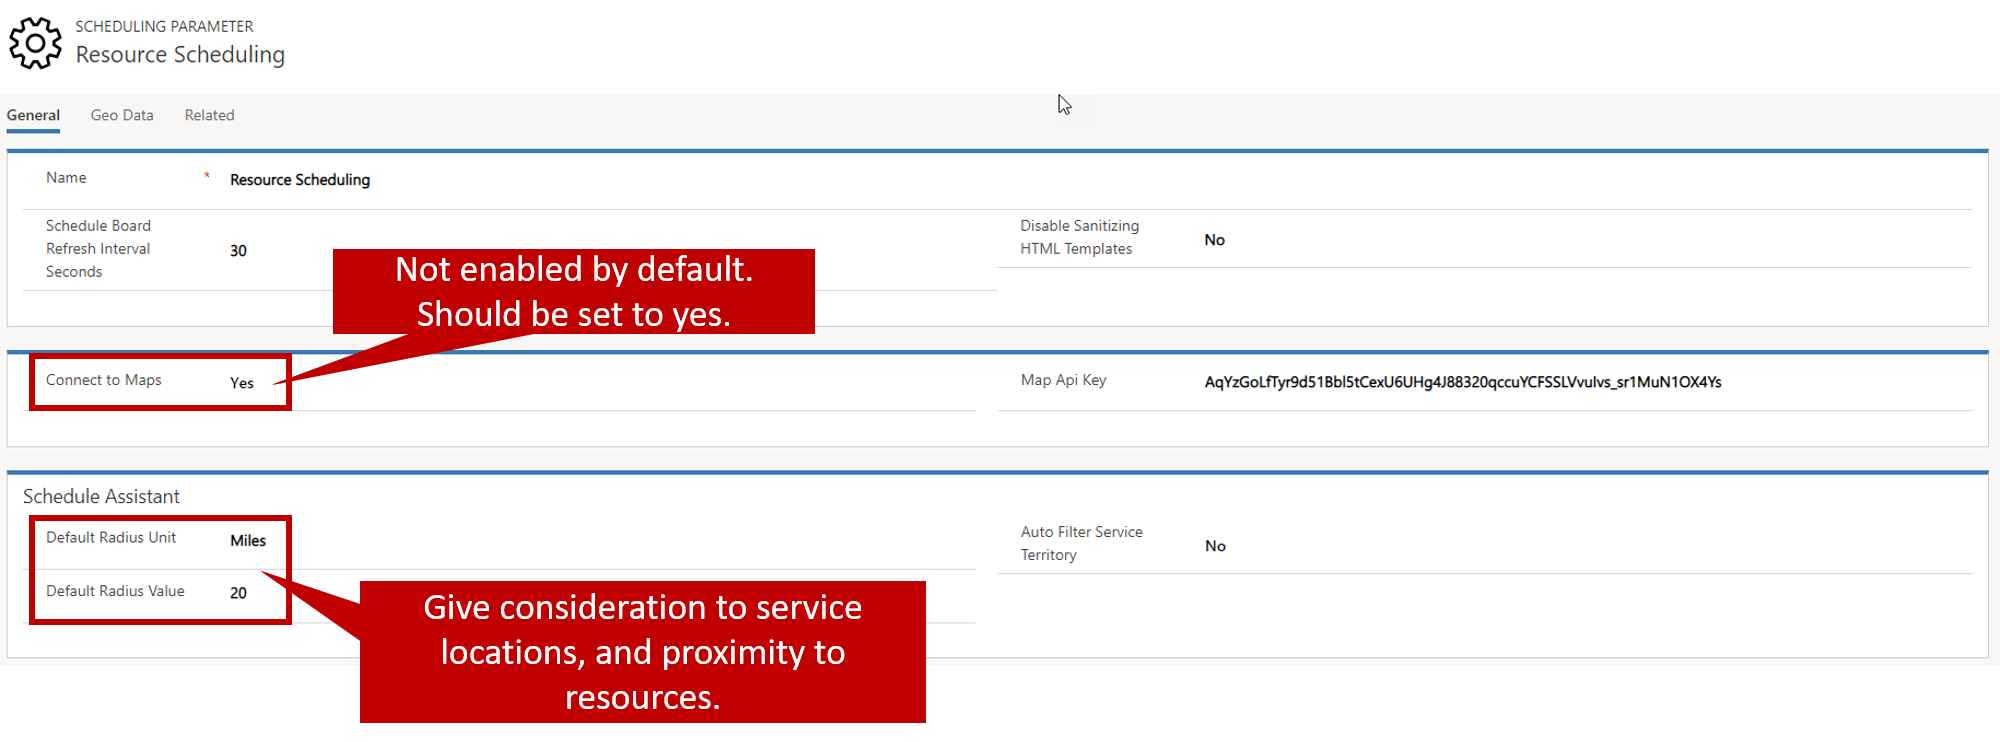 SCHEDULING PARAMETER
Resource Scheduling
General
Geo Data
Related
Name
*
Resource Scheduling
Schedule Board
Refresh Interval
Seconds
30
Disable Sanitizing
HTML Templates
No
Not enabled by default.
Should be set to yes.
Connect to Maps
Yes
Map Api Key
AqYzGoLfTyr9d51Bbl5tCexU6UHg4J88320qccuYCFSSLVvuIvs_sr1MuN1OX4Ys
Schedule Assistant
Default Radius Unit
Miles
Auto Filter Service
Territory
No
Default Radius Value
20
Give consideration to service
locations, and proximity to
resources.